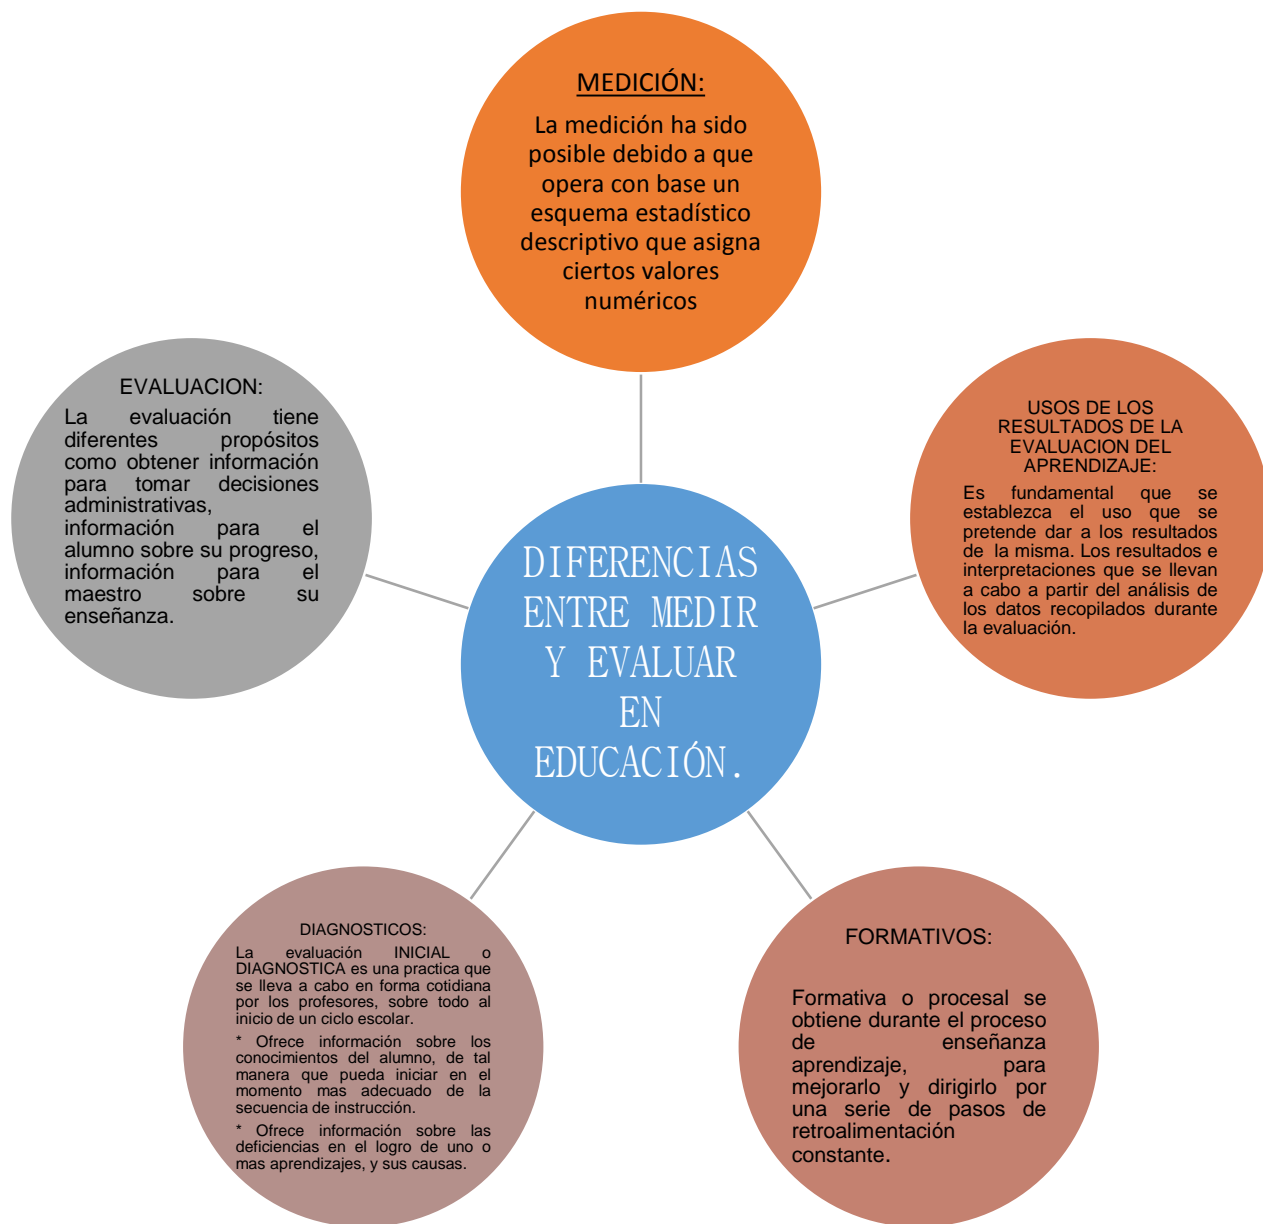 MEDICIÓN:
La medición ha sido
posible debido a que
opera con base un
esquema estadístico
descriptivo que asigna
ciertos valores
numéricos
EVALUACION:
La evaluación tiene
diferentes propósitos
como obtener información
para tomar decisiones
administrativas,
información para el
alumno sobre su progreso,
información para el
maestro sobre su
enseñanza.
USOS DE LOS
RESULTADOS DE LA
EVALUACION DEL
APRENDIZAJE:
Es fundamental que se
establezca el uso que se
pretende dar a los resultados
de la misma. Los resultados e
interpretaciones que se llevan
a cabo a partir del análisis de
los datos recopilados durante
la evaluación.
DIFERENCIAS
ENTRE MEDIR
Y EVALUAR
EN
EDUCACIÓN.
DIAGNOSTICOS:
La evaluación INICIAL o
DIAGNOSTICA es una practica que
se lleva a cabo en forma cotidiana
por los profesores, sobre todo al
inicio de un ciclo escolar.
* Ofrece información sobre los
conocimientos del alumno, de tal
manera que pueda iniciar en el
momento mas adecuado de la
secuencia de instrucción.
* Ofrece información sobre las
deficiencias en el logro de uno o
mas aprendizajes, y sus causas.
FORMATIVOS:
Formativa o procesal se
obtiene durante el proceso
de enseñanza
aprendizaje, para
mejorarlo y dirigirlo por
una serie de pasos de
retroalimentación
constante.